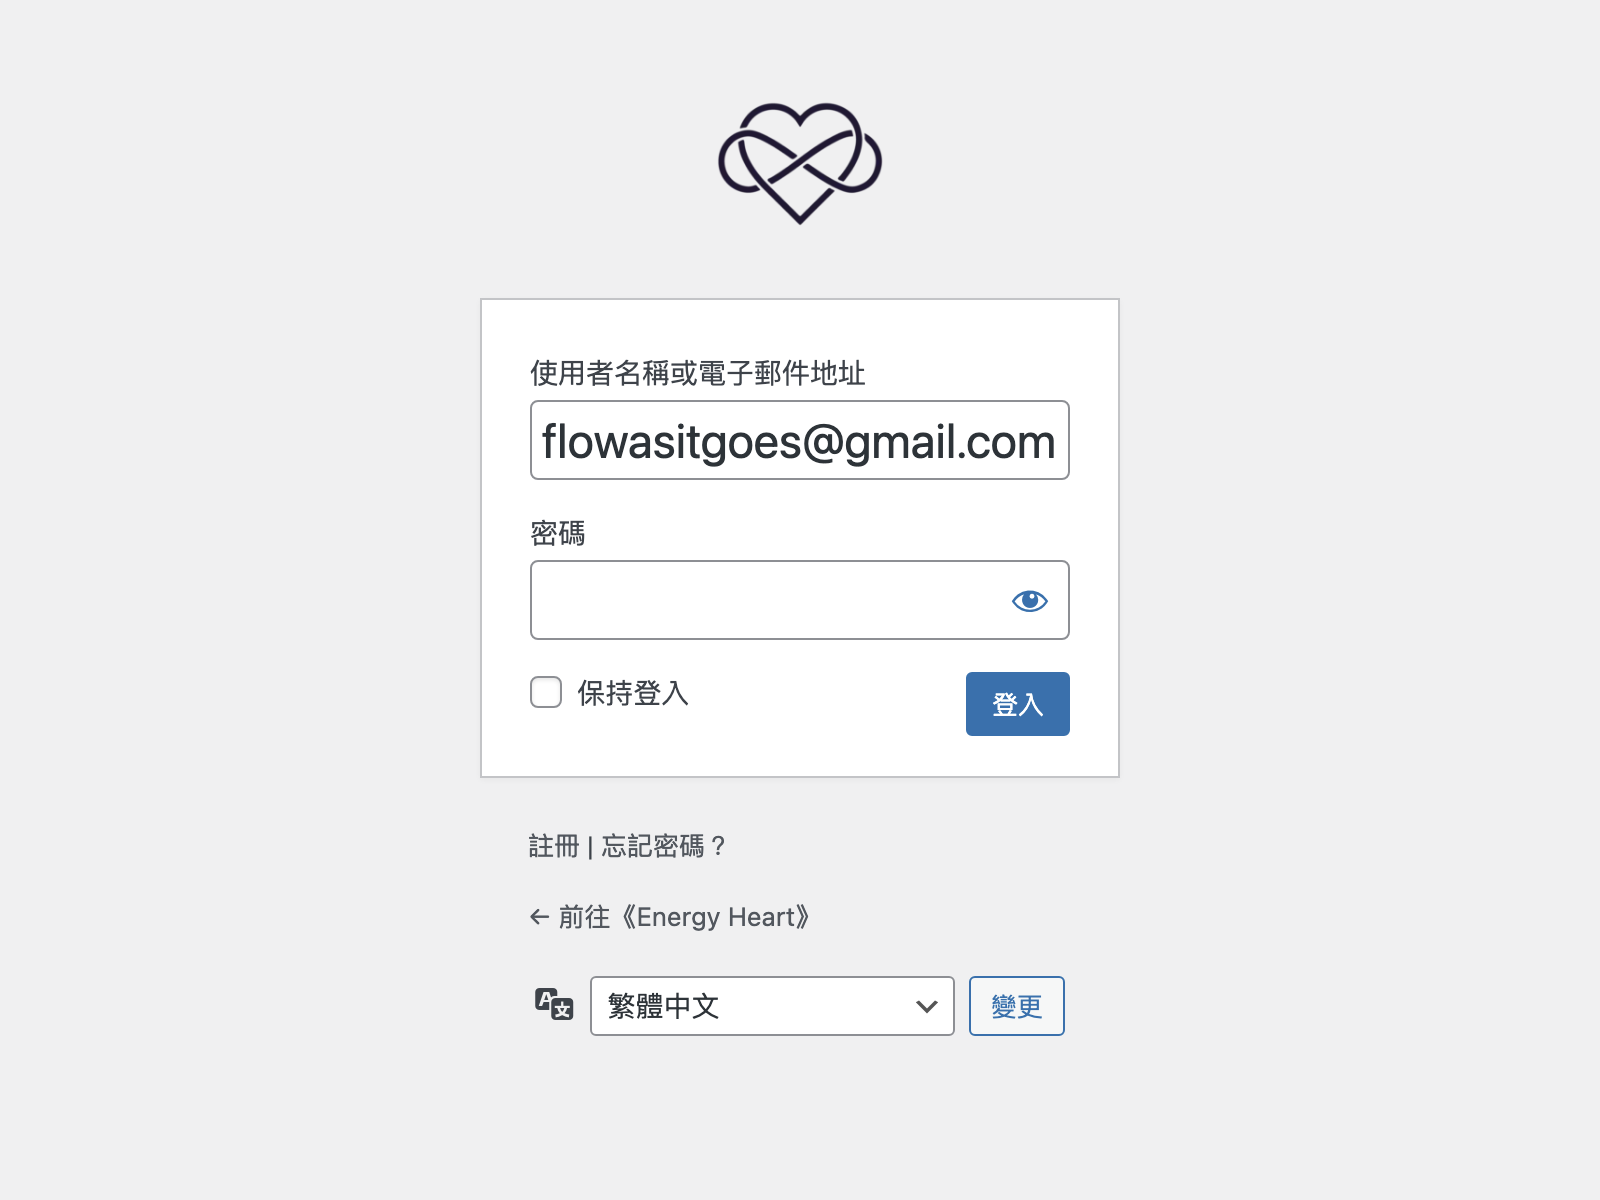 使用者名稱或電子郵件地址
flowasitgoes@gmail.com
密碼
保持登入
登入
註冊 | 忘記密碼？
← 前往《Energy Heart》
A文
繁體中文
變更